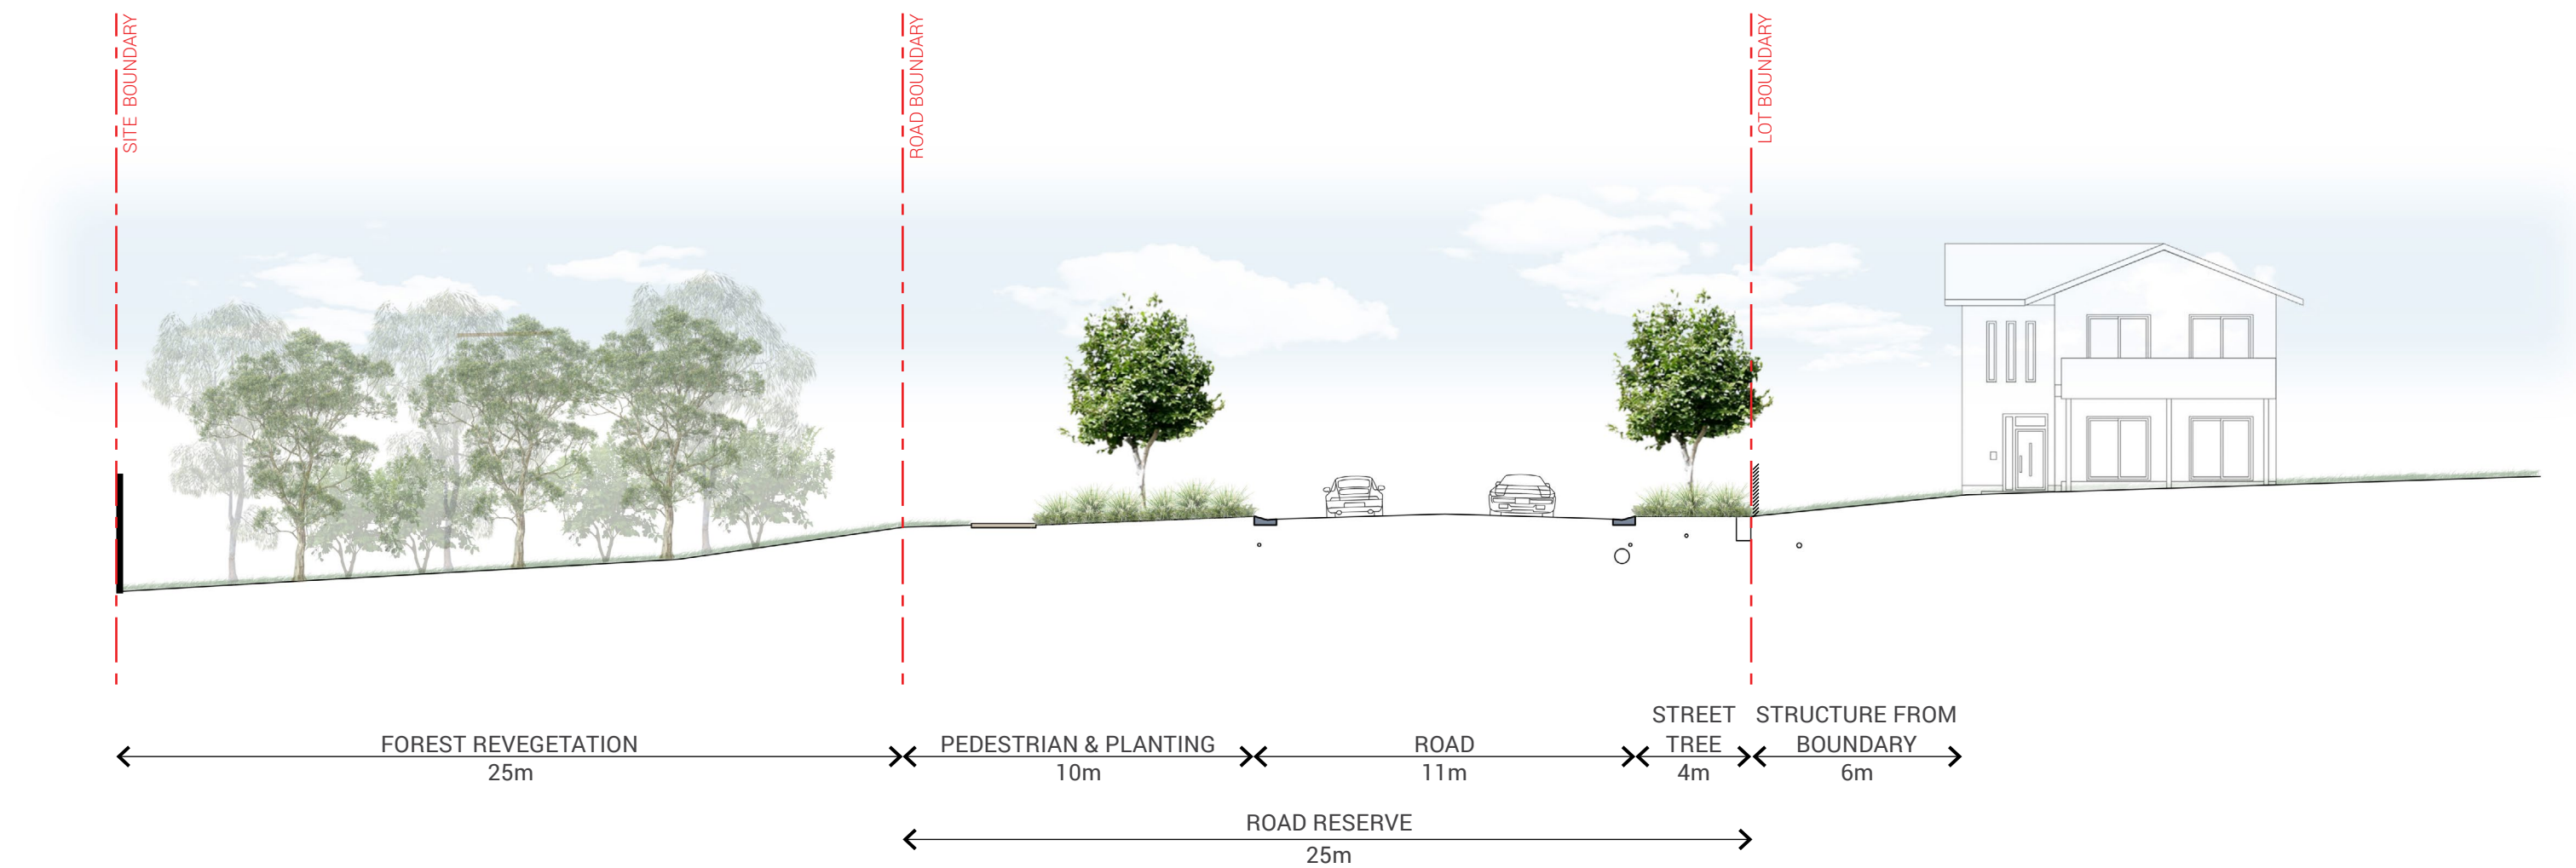 SITE BOUNDARY
ROAD BOUNDARY
LOT BOUNDARY
FOREST REVEGETATION
25m
PEDESTRIAN & PLANTING
10m
ROAD
11m
STREET
TREE
4m
STRUCTURE FROM
BOUNDARY
6m
ROAD RESERVE
25m